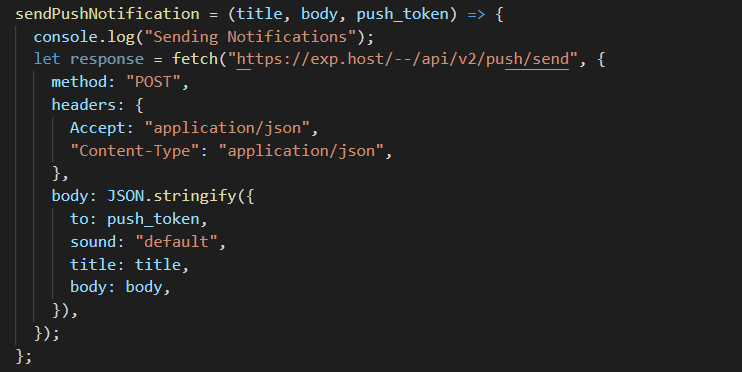 sendPushNotification = (title, body, push_token) => {
  console.log("Sending Notifications");
  let response = fetch("https://exp.host/--/api/v2/push/send", {
    method: "POST",
    headers: {
      Accept: "application/json",
      "Content-Type": "application/json",
    },
    body: JSON.stringify({
      to: push_token,
      sound: "default",
      title: title,
      body: body,
    }),
  });
};